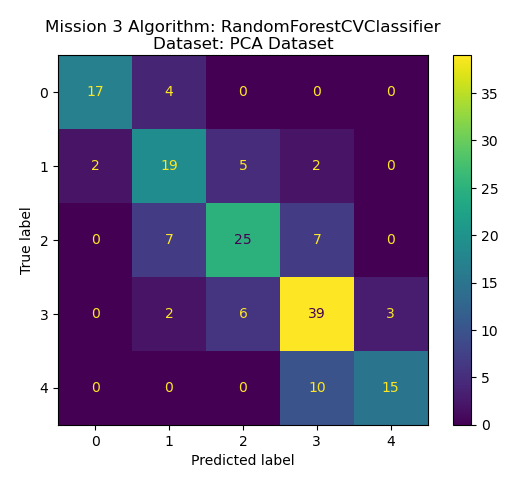 Mission 3 Algorithm: RandomForestCVClassifier
Dataset: PCA Dataset
0 17 4 0 0 0
1 2 19 5 2 0
2 0 7 25 7 0
3 0 2 6 39 3
4 0 0 0 10 15
0 1 2 3 4
Predicted label
True label
35
30
25
20
15
10
5
0